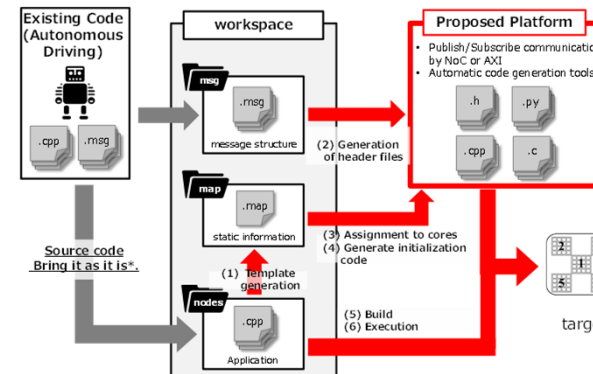 Existing Code
(Autonomous
Driving)
.cpp
.msg
Source code
Bring it as it is*.
workspace
msg
.msg
message structure
map
.map
static information
(1) Template
generation
nodes
.cpp
Application
(2) Generation
of header files
(3) Assignment to cores
(4) Generate initialization
code
(5) Build
(6) Execution
Proposed Platform
• Publish/Subscribe
by NoC or AXI
• Automatic code generation tools
.h
.py
.cpp
.c
2
1
5